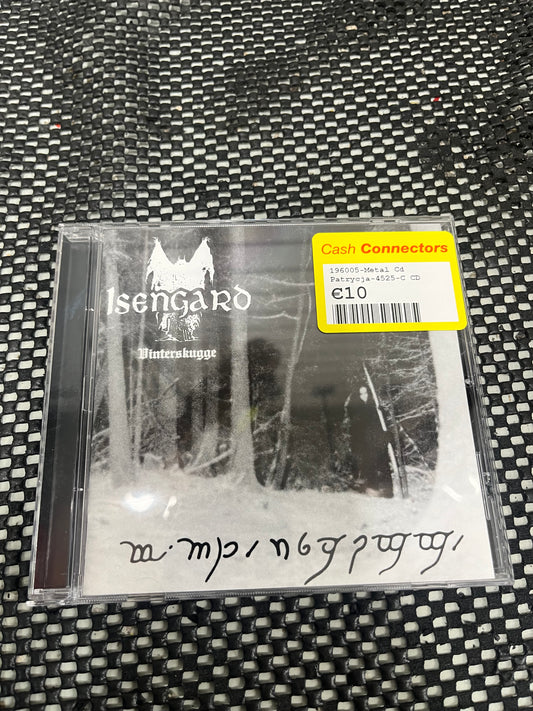 Cash Connectors
196005-Metal Cd
Patrycja-4525-C CD
€10
Isengard
Vinterskugge